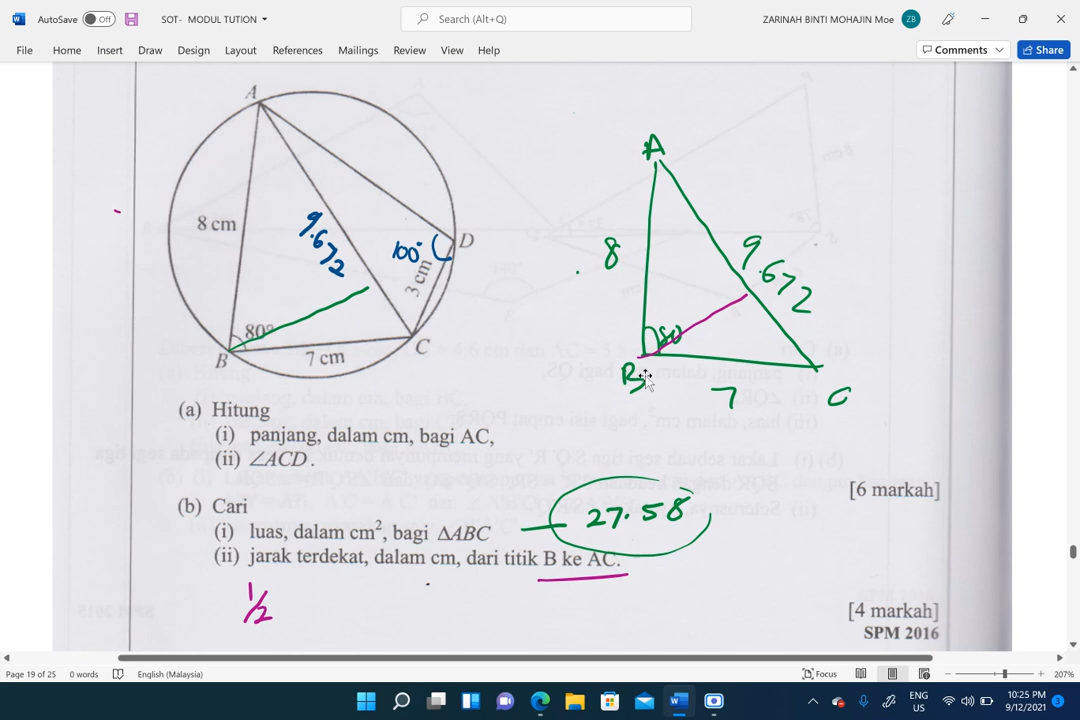 AutoSave Off SOT- MODUL TUTION Search (Alt+Q) ZARINAH BINTI MOHAJIN Moe ZB
File Home Insert Draw Design Layout References Mailings Review View Help Comments Share
A
8 cm
9.672
100°
D
3 cm
80°
B
7 cm
C
A
8
9.672
80
B
7
C
(a) Hitung
(i) panjang, dalam cm, bagi AC,
(ii) ∠ACD.
[6 markah]
(b) Cari
(i) luas, dalam cm², bagi ΔABC
27.58
(ii) jarak terdekat, dalam cm, dari titik B ke AC.
1/2
[4 markah]
SPM 2016
Page 19 of 25 0 words English (Malaysia) Focus 207%
ENG
US
10:25 PM
9/12/2021
3